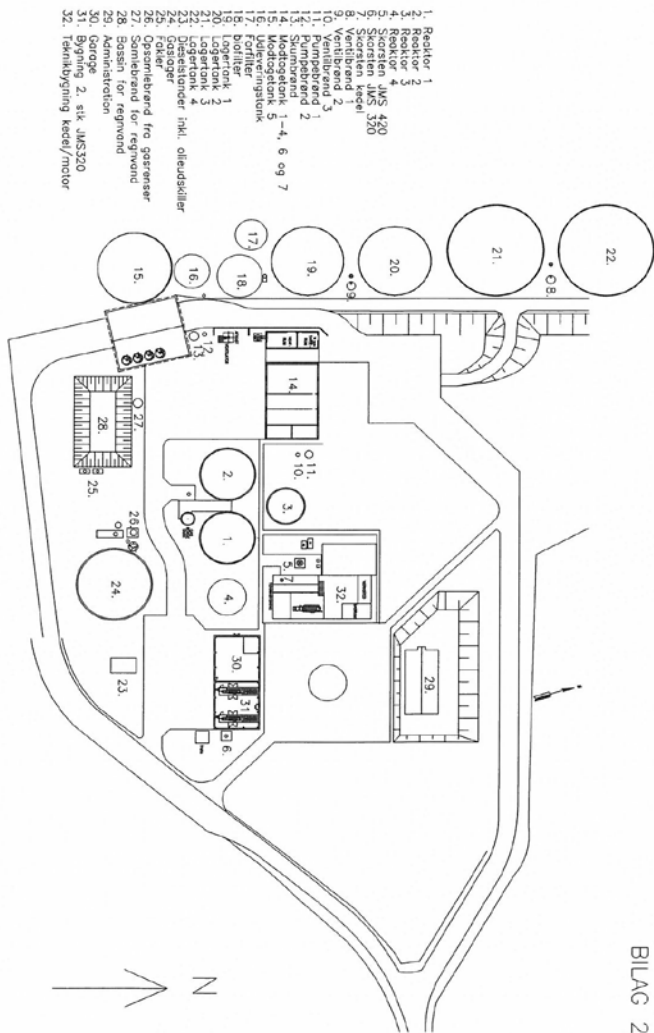 BILAG 2
1. Reaktor 1
2. Reaktor 2
3. Reaktor 3
4. Reaktor 4
5. Skorsten JMS 420
6. Skorsten JMS 320
7. Skorsten kedel
8. Ventilbrønd 1
9. Ventilbrønd 2
10. Ventilbrønd 3
11. Pumpebrønd 1
12. Pumpebrønd 2
13. Skumbrønd
14. Modtagetank 1-4, 6 og 7
15. Modtagetank 5
16. Udleveringstank
17. Forfilter
18. biofilter
19. Lagertank 1
20. Lagertank 2
21. Lagertank 3
22. Lagertank 4
23. Dieselstander inkl. olieudskiller
24. Gaslager
25. Fakler
26. Opsamlebrønd fra gasrenser
27. Samlebrønd for regnvand
28. Bassin for regnvand
29. Administration
30. Garage
31. Bygning 2. stk JMS320
32. Teknikbygning kedel/motor
22.
8.
21.
20.
9.
19.
18.
17.
16.
15.
12.
13.
14.
11.
10.
2.
3.
1.
4.
5.
7.
32.
29.
27.
28.
25.
26.
24.
23.
30.
31
6.
N